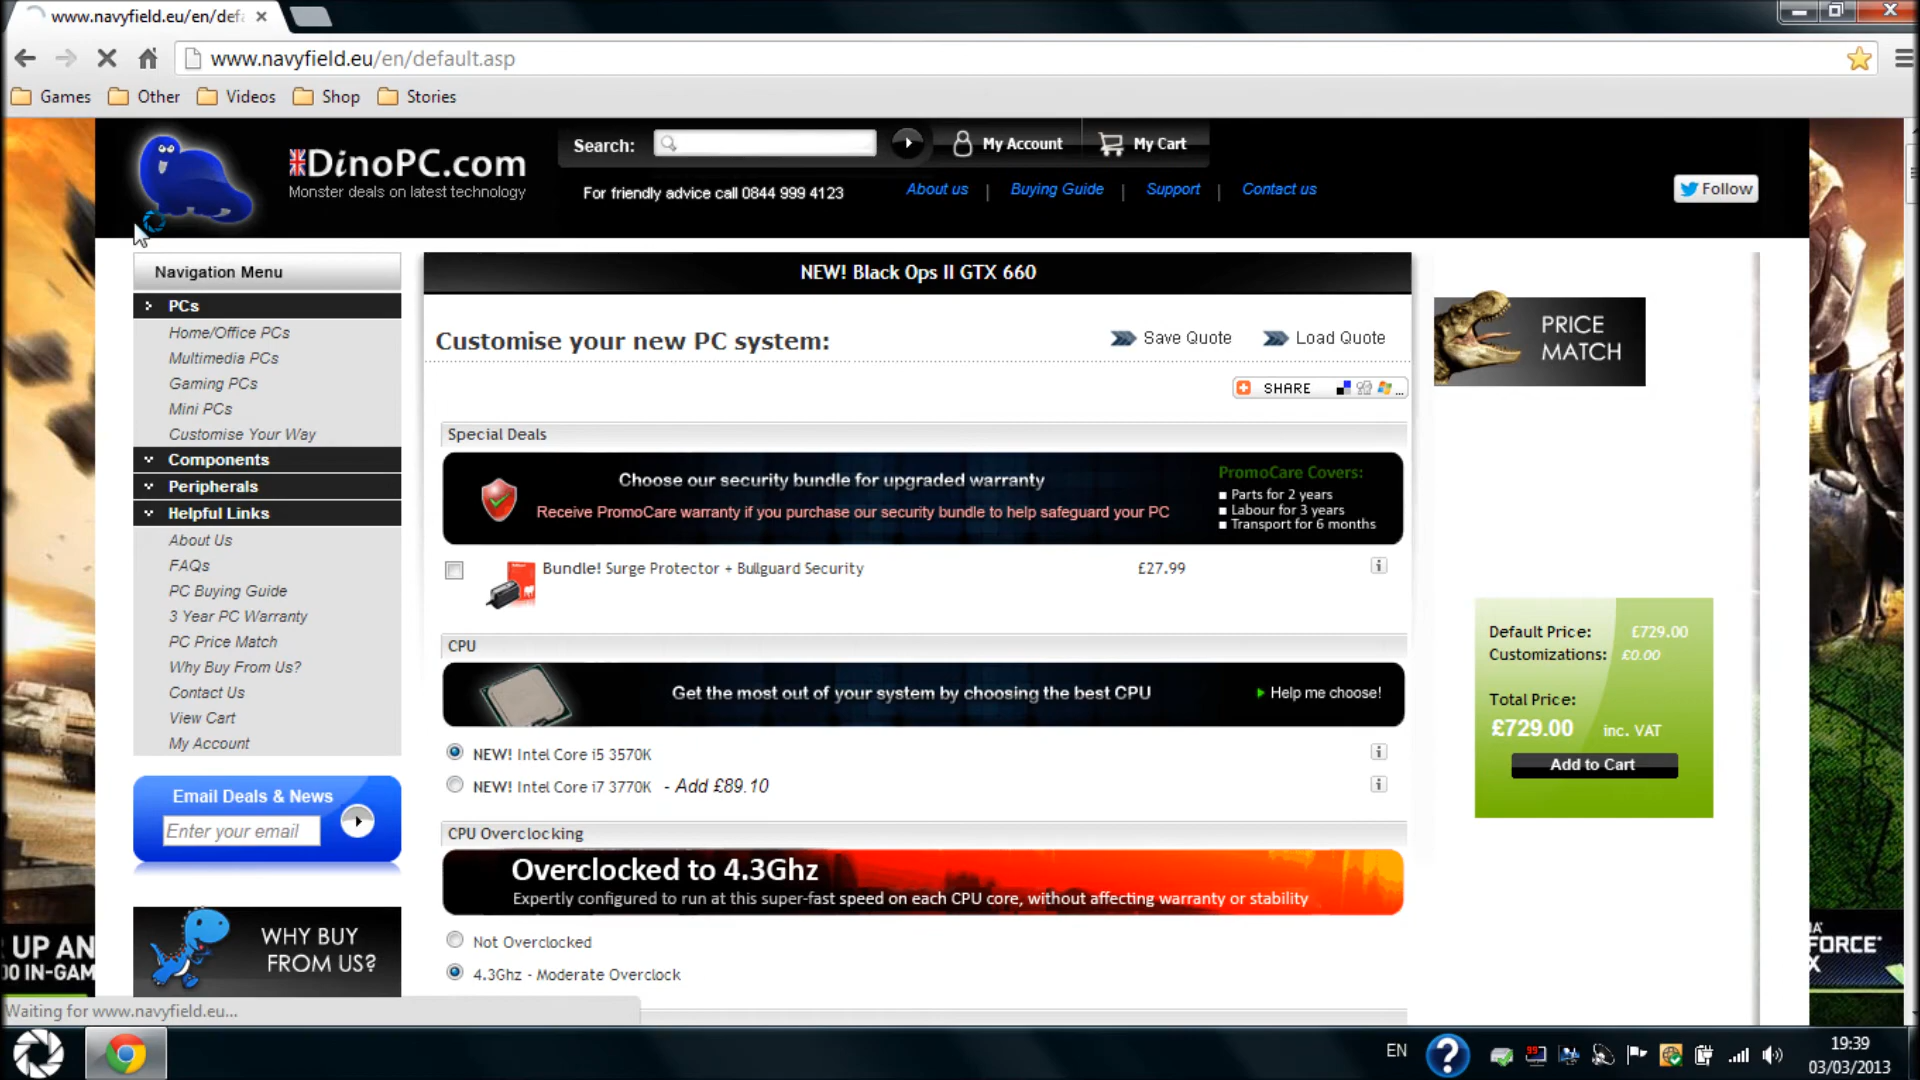 www.navyfield.eu/en/def
www.navyfield.eu/en/default.asp
Games
Other
Videos
Shop
Stories
DinoPC.com
Monster deals on latest technology
Search:
My Account
My Cart
For friendly advice call 0844 999 4123
About us | Buying Guide | Support | Contact us
Follow
Navigation Menu
PCs
Home/Office PCs
Multimedia PCs
Gaming PCs
Mini PCs
Customise Your Way
Components
Peripherals
Helpful Links
About Us
FAQs
PC Buying Guide
3 Year PC Warranty
PC Price Match
Why Buy From Us?
Contact Us
View Cart
My Account
Email Deals & News
Enter your email
WHY BUY
FROM US?
NEW! Black Ops II GTX 660
Customise your new PC system:
Save Quote
Load Quote
SHARE
...
Special Deals
Choose our security bundle for upgraded warranty
Receive PromoCare warranty if you purchase our security bundle to help safeguard your PC
PromoCare Covers:
Parts for 2 years
Labour for 3 years
Transport for 6 months
Bundle! Surge Protector + Bullguard Security
£27.99
i
CPU
Get the most out of your system by choosing the best CPU
Help me choose!
NEW! Intel Core i5 3570K
i
NEW! Intel Core i7 3770K - Add £89.10
i
CPU Overclocking
Overclocked to 4.3Ghz
Expertly configured to run at this super-fast speed on each CPU core, without affecting warranty or stability
Not Overclocked
4.3Ghz - Moderate Overclock
PRICE
MATCH
Default Price: £729.00
Customizations: £0.00
Total Price:
£729.00 inc. VAT
Add to Cart
UP AN
00 IN-GAM
FORCE
Waiting for www.navyfield.eu...
EN
?
99
19:39
03/03/2013